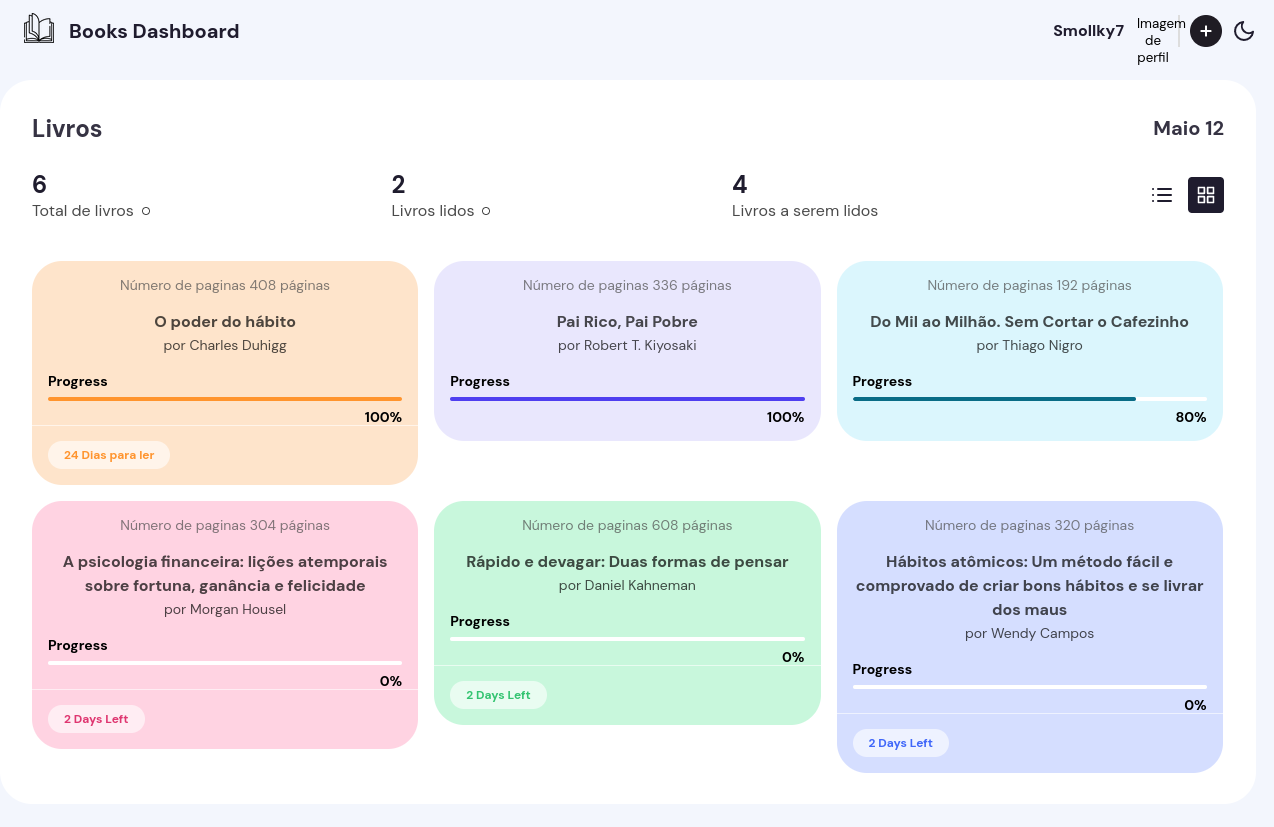 Books Dashboard
Smollky7
Imagem
de
perfil
Livros
Maio 12
6
Total de livros
2
Livros lidos
4
Livros a serem lidos
Número de paginas 408 páginas
O poder do hábito
por Charles Duhigg
Progress
100%
24 Dias para ler
Número de paginas 336 páginas
Pai Rico, Pai Pobre
por Robert T. Kiyosaki
Progress
100%
Número de paginas 192 páginas
Do Mil ao Milhão. Sem Cortar o Cafezinho
por Thiago Nigro
Progress
80%
Número de paginas 304 páginas
A psicologia financeira: lições atemporais
sobre fortuna, ganância e felicidade
por Morgan Housel
Progress
0%
2 Days Left
Número de paginas 608 páginas
Rápido e devagar: Duas formas de pensar
por Daniel Kahneman
Progress
0%
2 Days Left
Número de paginas 320 páginas
Hábitos atômicos: Um método fácil e
comprovado de criar bons hábitos e se livrar
dos maus
por Wendy Campos
Progress
0%
2 Days Left